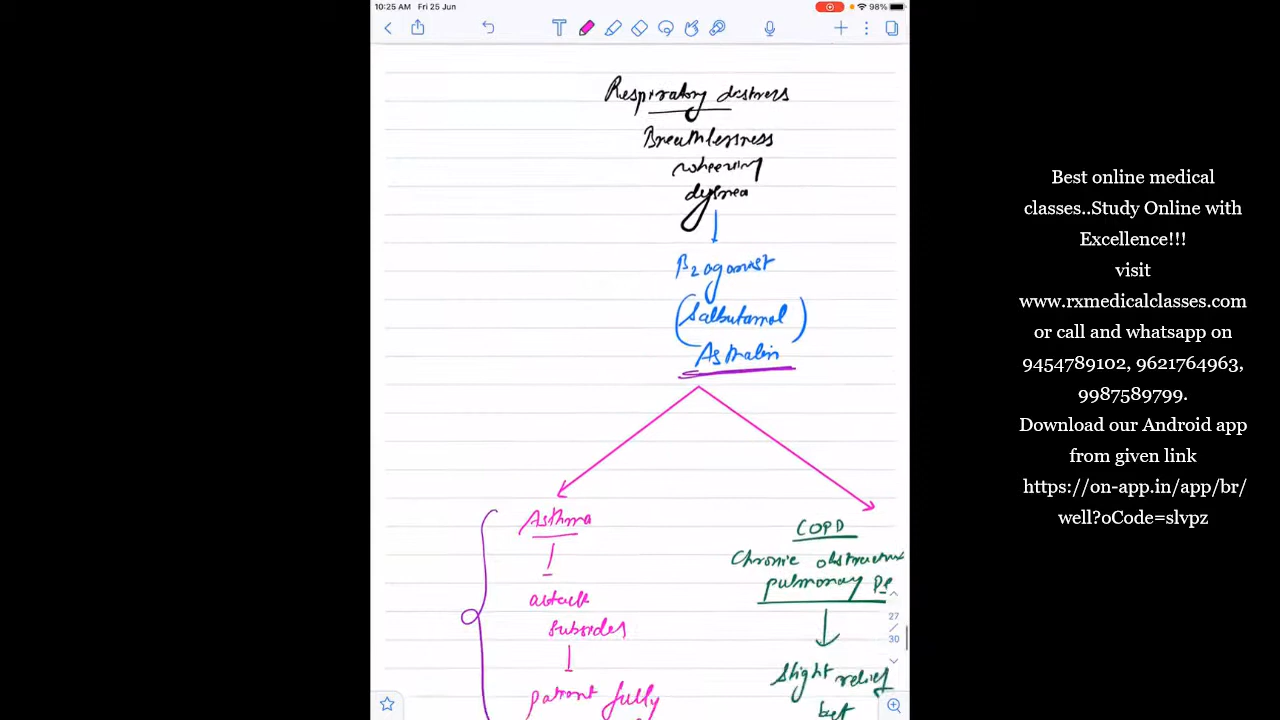 10:25 AM Fri 25 Jun
98%
Respiratory distress
Breathlessness
wheezing
dyspnea
β2 agonist
(Salbutamol)
Asthalin
Asthma
attack
subsides
patient fully
COPD
Chronic obstructive
pulmonary Ds
slight relief
but
27
/
30
Best online medical
classes..Study Online with
Excellence!!!
visit
www.rxmedicalclasses.com
or call and whatsapp on
9454789102, 9621764963,
9987589799.
Download our Android app
from given link
https://on-app.in/app/br/
well?oCode=slvpz